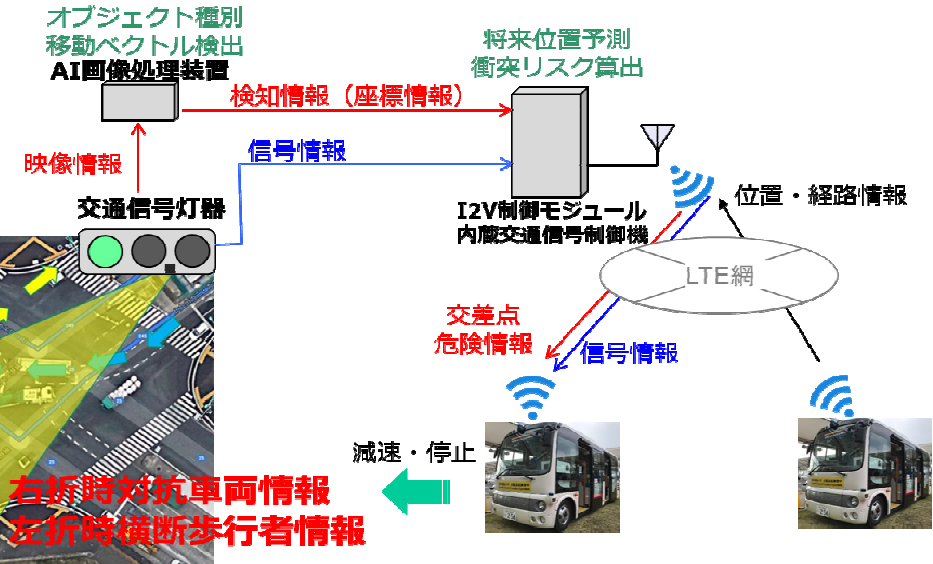 オブジェクト種別
移動ベクトル検出
AI画像処理装置
将来位置予測
衝突リスク算出
検知情報（座標情報）
映像情報
信号情報
交通信号灯器
I2V制御モジュール
内蔵交通信号制御機
位置・経路情報
LTE網
交差点
危険情報
信号情報
減速・停止
右折時対抗車両情報
左折時横断歩行者情報